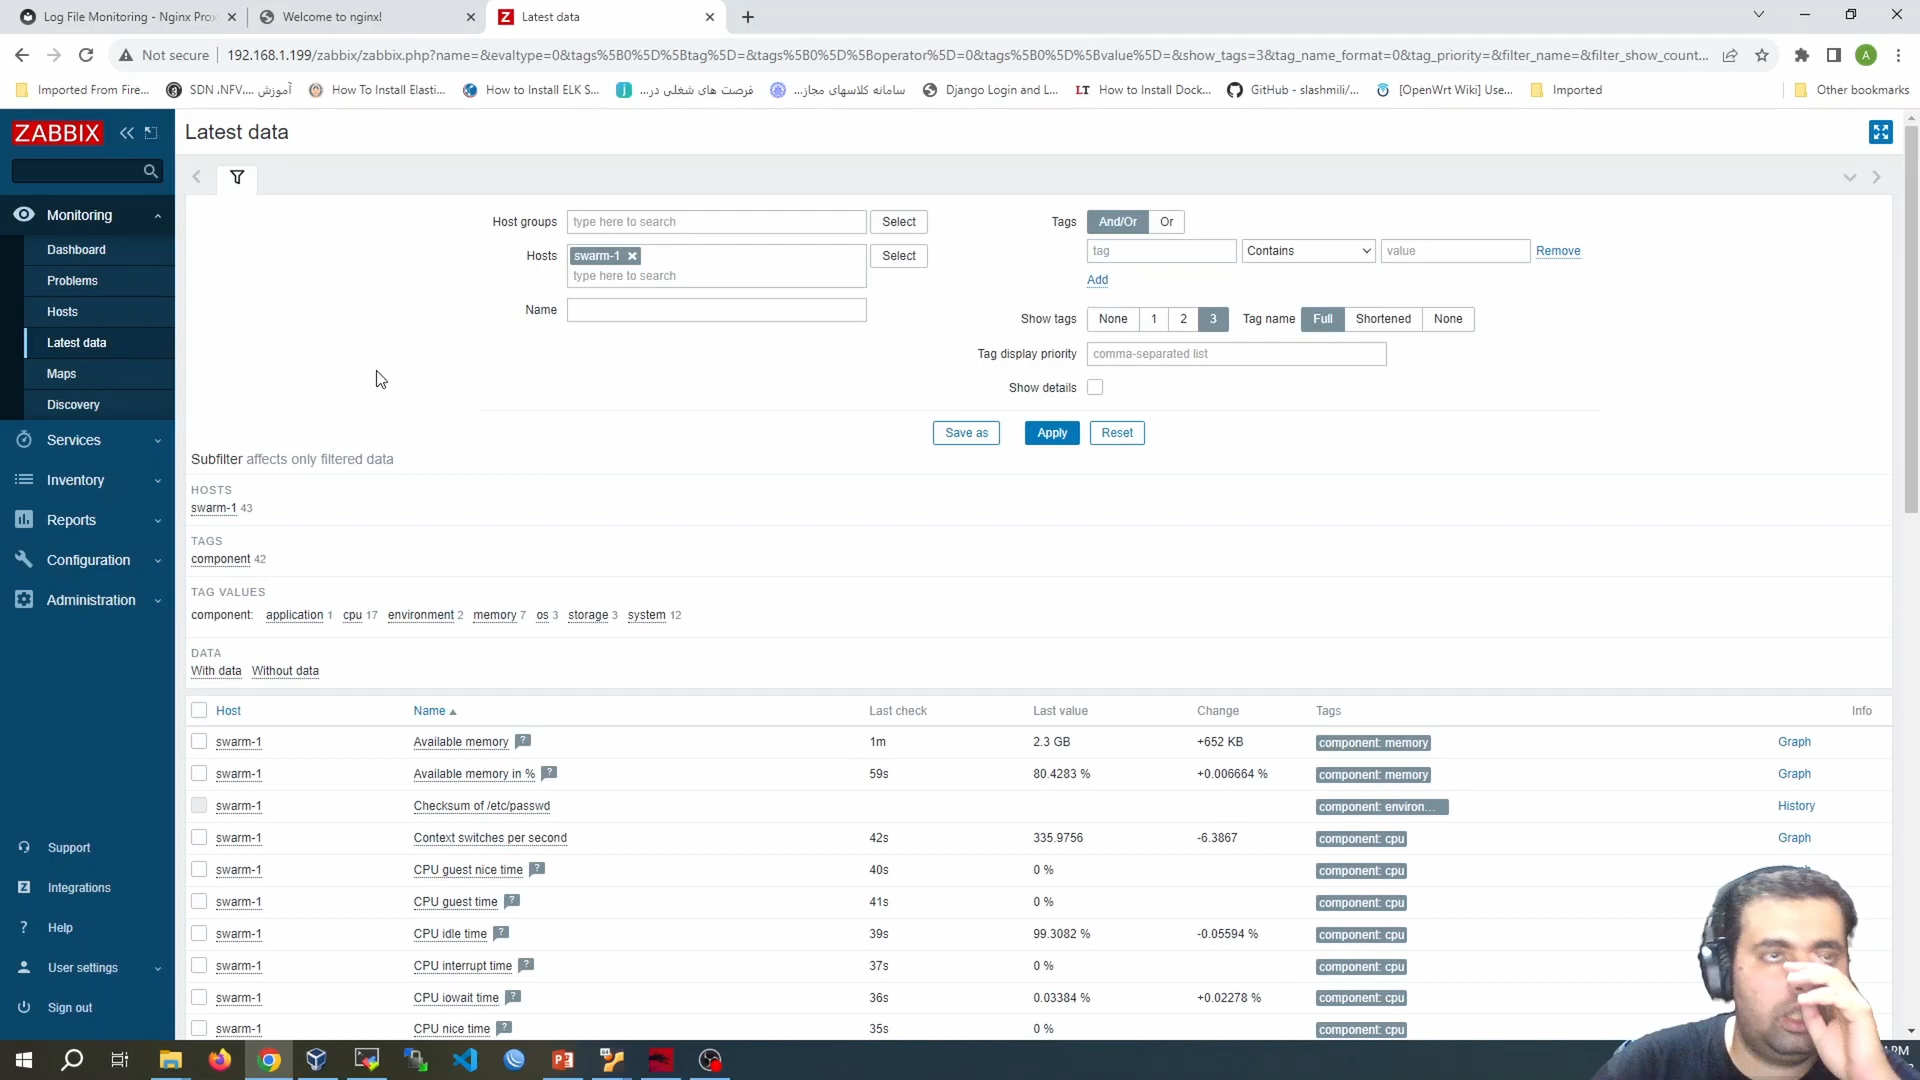 Log File Monitoring - Nginx Prox
Welcome to nginx!
Latest data
Not secure
192.168.1.199/zabbix/zabbix.php?name=&evaltype=0&tags%5B0%5D%5Btag%5D=&tags%5B0%5D%5Boperator%5D=0&tags%5B0%5D%5Bvalue%5D=&show_tags=3&tag_name_format=0&tag_priority=&filter_name=&filter_show_count...
Imported From Fire...
آموزش SDN ،NFV،...
How To Install Elasti...
How to Install ELK S...
فرصت های شغلی در...
سامانه کلاسهای مجاز...
Django Login and L...
LT How to Install Dock...
GitHub - slashmili/...
[OpenWrt Wiki] Use...
Imported
Other bookmarks
ZABBIX
Monitoring
Dashboard
Problems
Hosts
Latest data
Maps
Discovery
Services
Inventory
Reports
Configuration
Administration
Support
Integrations
Help
User settings
Sign out
Latest data
Host groups type here to search Select
Hosts swarm-1 Select
type here to search
Name
Tags And/Or Or
tag Contains value Remove
Add
Show tags None 1 2 3 Tag name Full Shortened None
Tag display priority comma-separated list
Show details
Save as Apply Reset
Subfilter affects only filtered data
HOSTS
swarm-1 43
TAGS
component 42
TAG VALUES
component: application 1 cpu 17 environment 2 memory 7 os 3 storage 3 system 12
DATA
With data Without data
Host Name Last check Last value Change Tags Info
swarm-1 Available memory ? 1m 2.3 GB +652 KB component: memory Graph
swarm-1 Available memory in % ? 59s 80.4283 % +0.006664 % component: memory Graph
swarm-1 Checksum of /etc/passwd component: environ... History
swarm-1 Context switches per second 42s 335.9756 -6.3867 component: cpu Graph
swarm-1 CPU guest nice time ? 40s 0 % component: cpu
swarm-1 CPU guest time ? 41s 0 % component: cpu
swarm-1 CPU idle time ? 39s 99.3082 % -0.05594 % component: cpu
swarm-1 CPU interrupt time ? 37s 0 % component: cpu
swarm-1 CPU iowait time ? 36s 0.03384 % +0.02278 % component: cpu
swarm-1 CPU nice time ? 35s 0 % component: cpu
PM